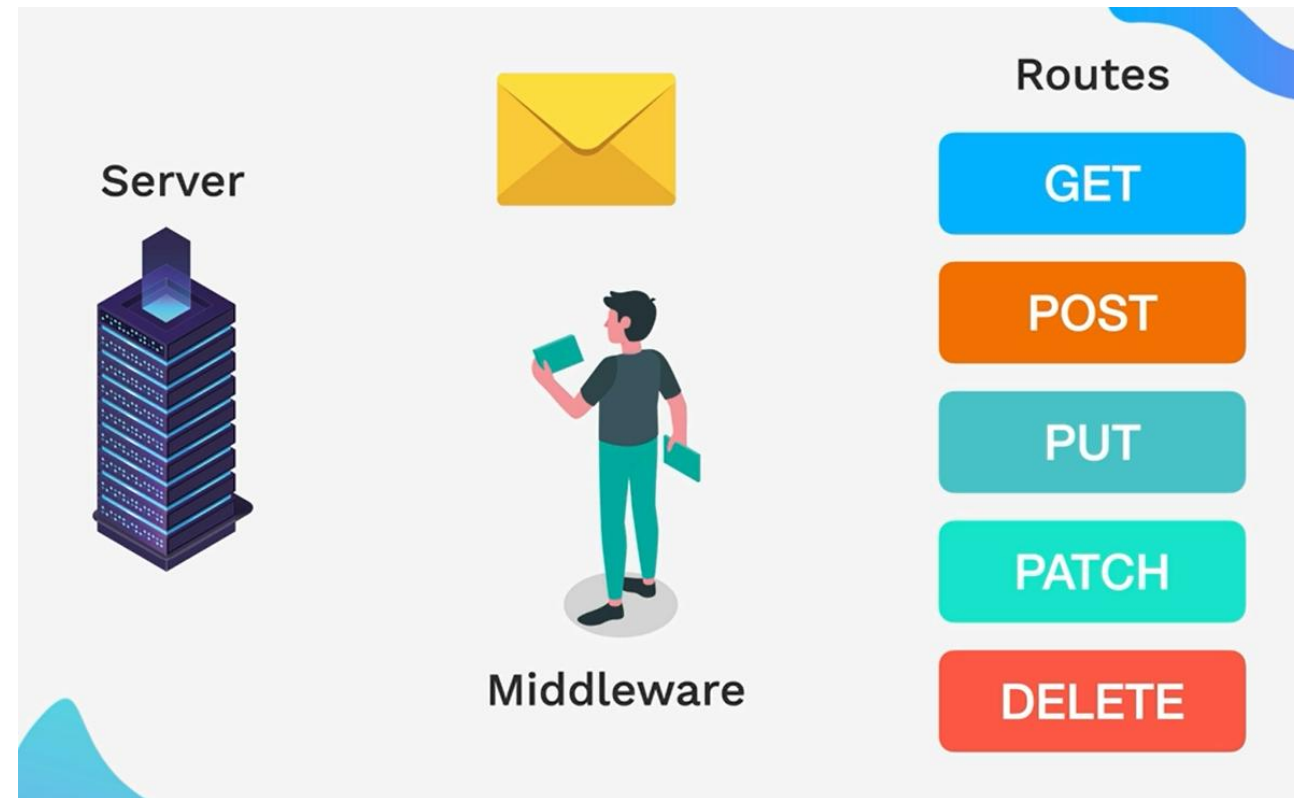 Server
Middleware
Routes
GET
POST
PUT
PATCH
DELETE